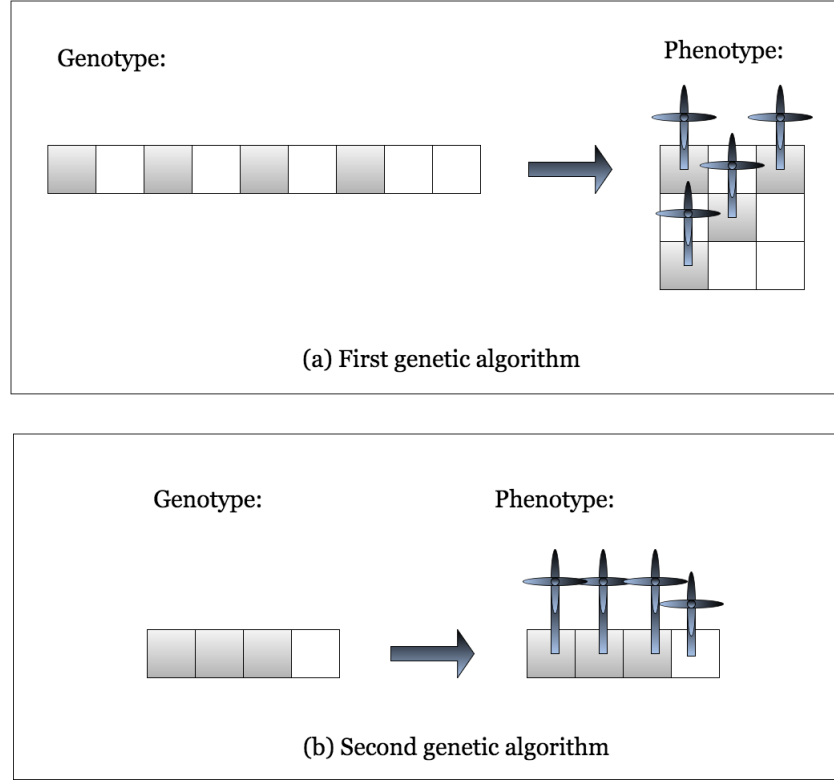 Genotype:
Phenotype:
(a) First genetic algorithm
Genotype:
Phenotype:
(b) Second genetic algorithm